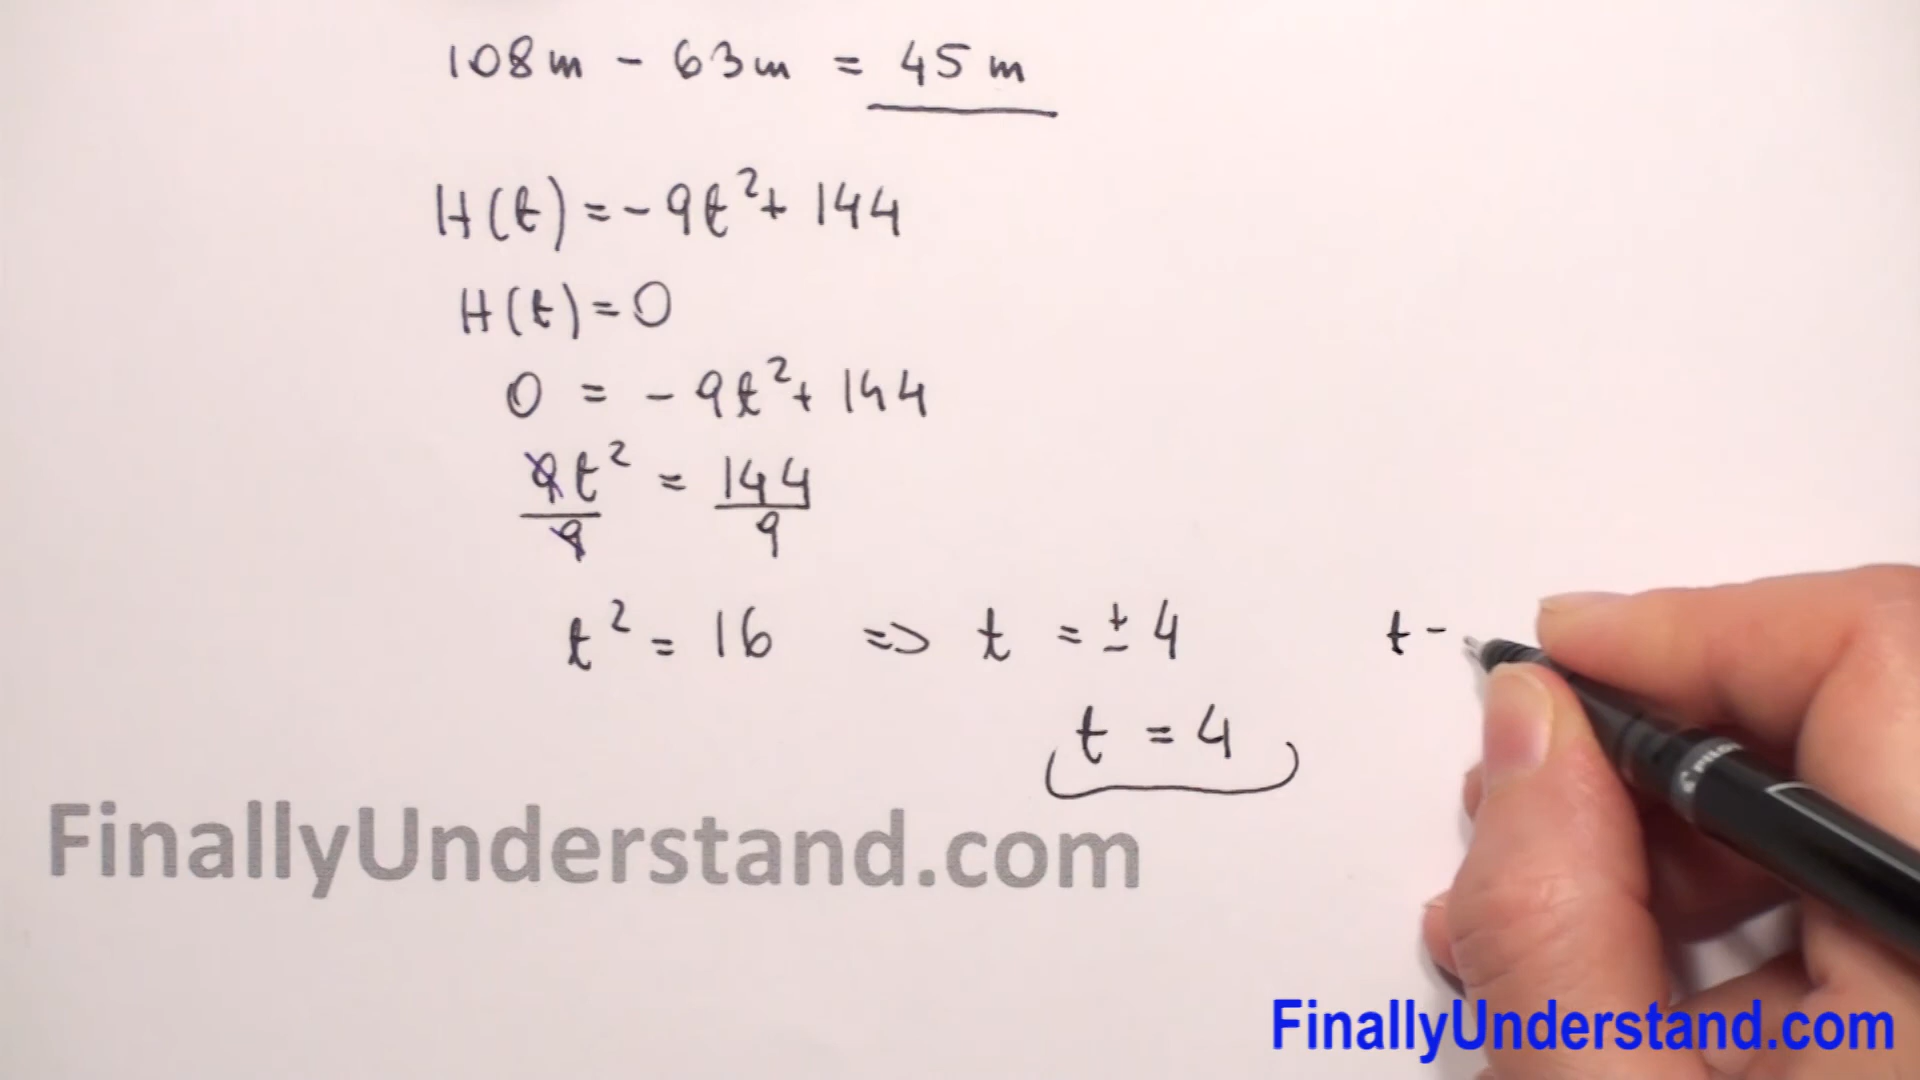 108m - 63m = 45m
H(t) = -9t² + 144
H(t) = 0
0 = -9t² + 144
9t²/9 = 144/9
t² = 16 => t = ± 4 t -
t = 4
FinallyUnderstand.com
FinallyUnderstand.com